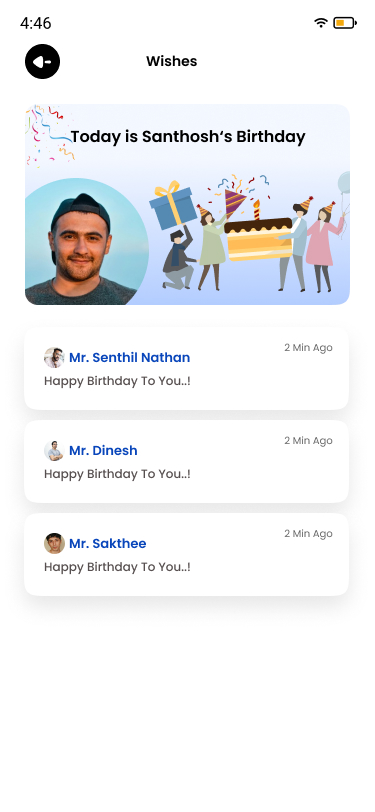 4:46
Wishes
Today is Santhosh‘s Birthday
2 Min Ago
Mr. Senthil Nathan
Happy Birthday To You..!
2 Min Ago
Mr. Dinesh
Happy Birthday To You..!
2 Min Ago
Mr. Sakthee
Happy Birthday To You..!